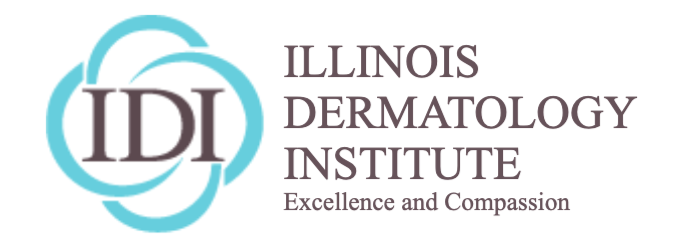 IDI
ILLINOIS
DERMATOLOGY
INSTITUTE
Excellence and Compassion